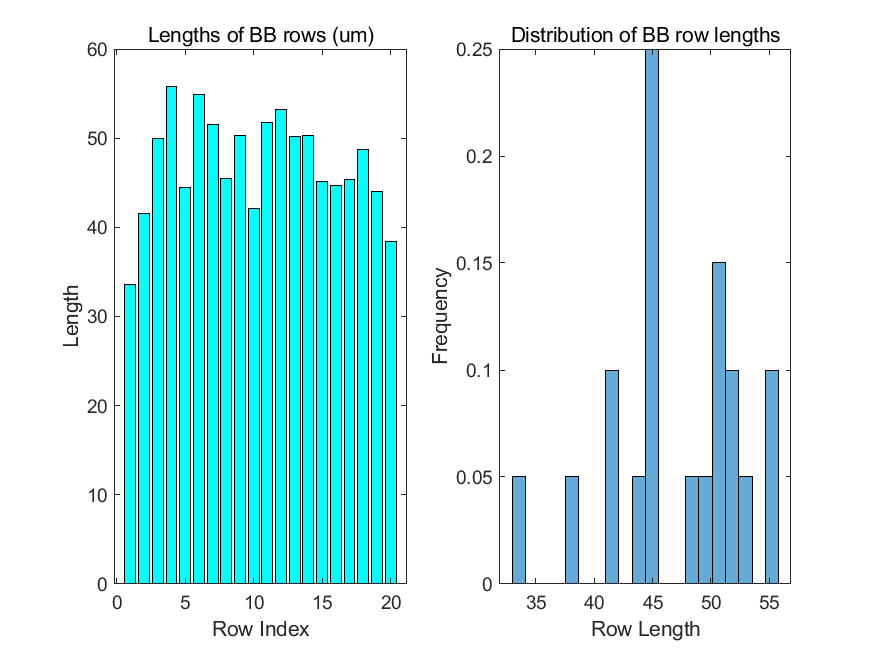 Lengths of BB rows (um)
60
50
40
30
20
10
0
Length
0 5 10 15 20
Row Index
Distribution of BB row lengths
0.25
0.2
0.15
0.1
0.05
0
Frequency
35 40 45 50 55
Row Length